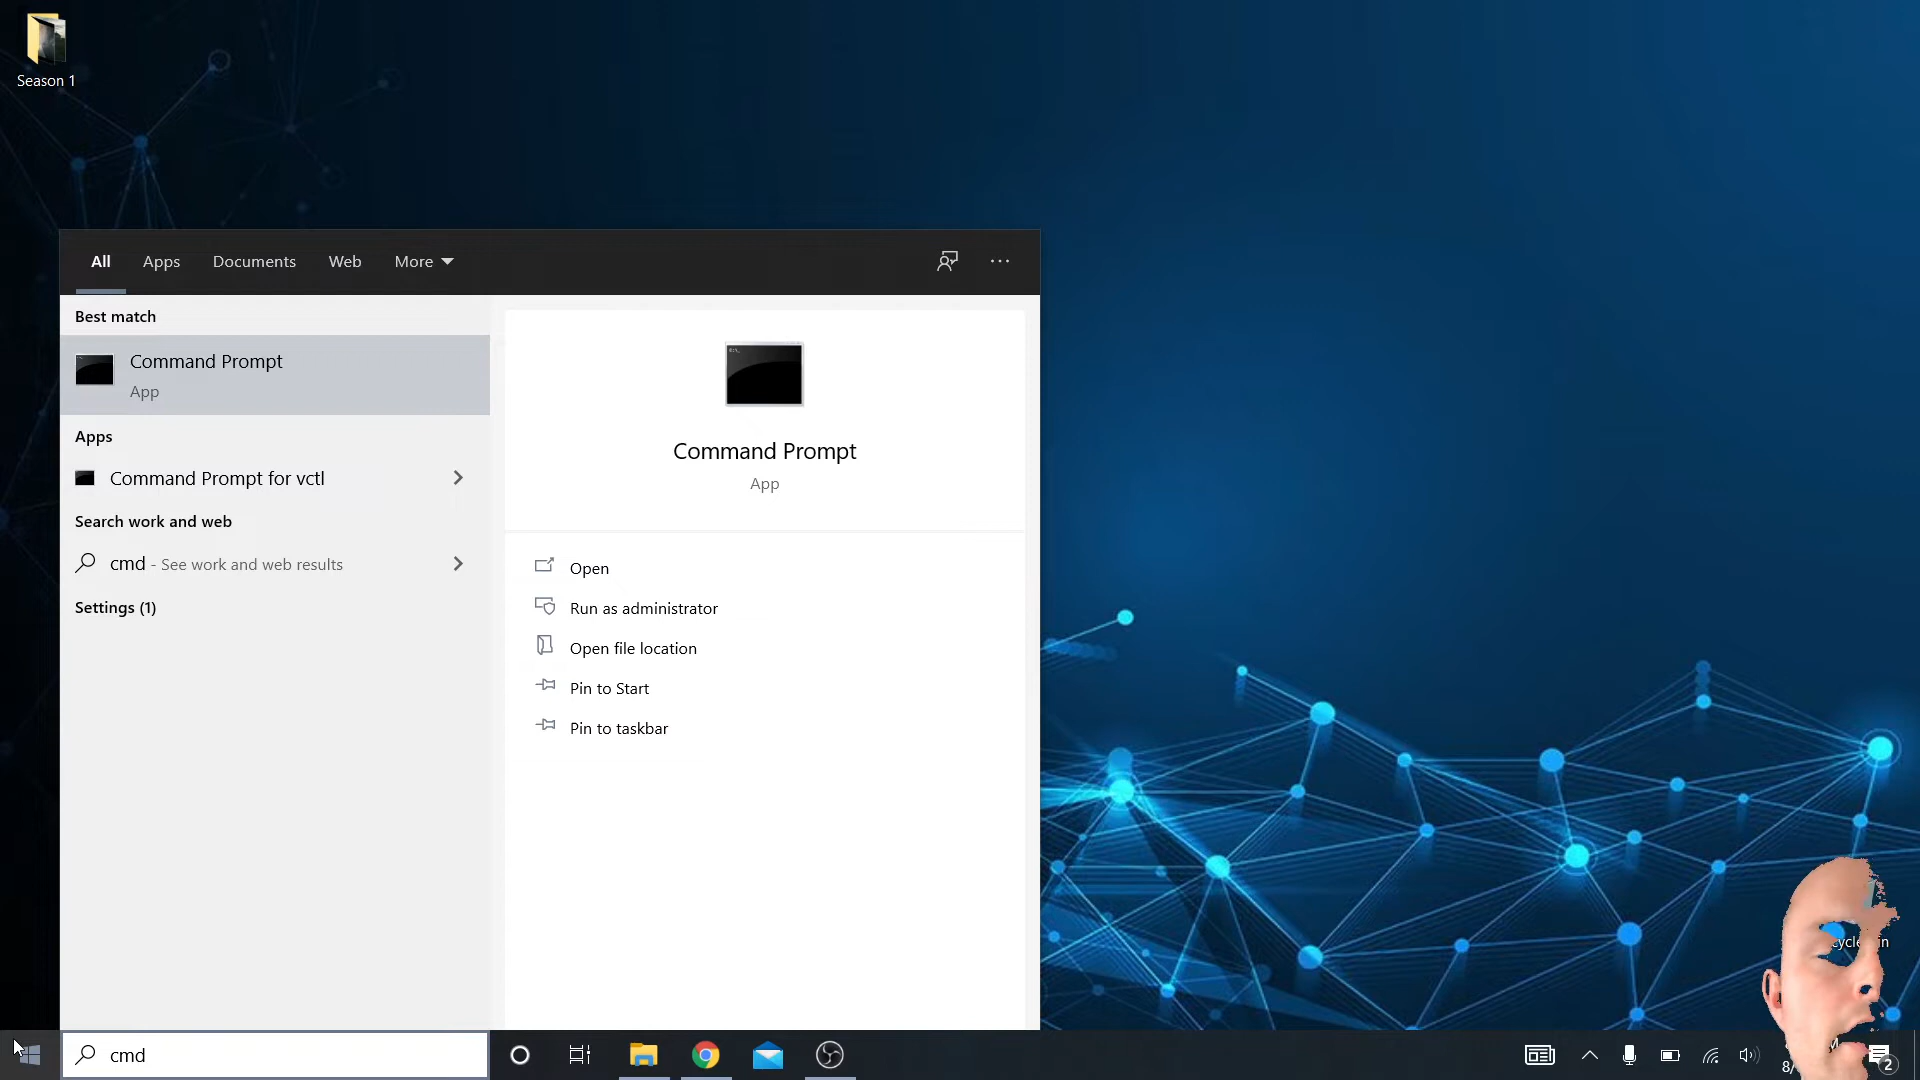 Season 1
All
Apps
Documents
Web
More
Best match
Command Prompt
App
Apps
Command Prompt for vctl
Search work and web
cmd - See work and web results
Settings (1)
Command Prompt
App
Open
Run as administrator
Open file location
Pin to Start
Pin to taskbar
cmd
2